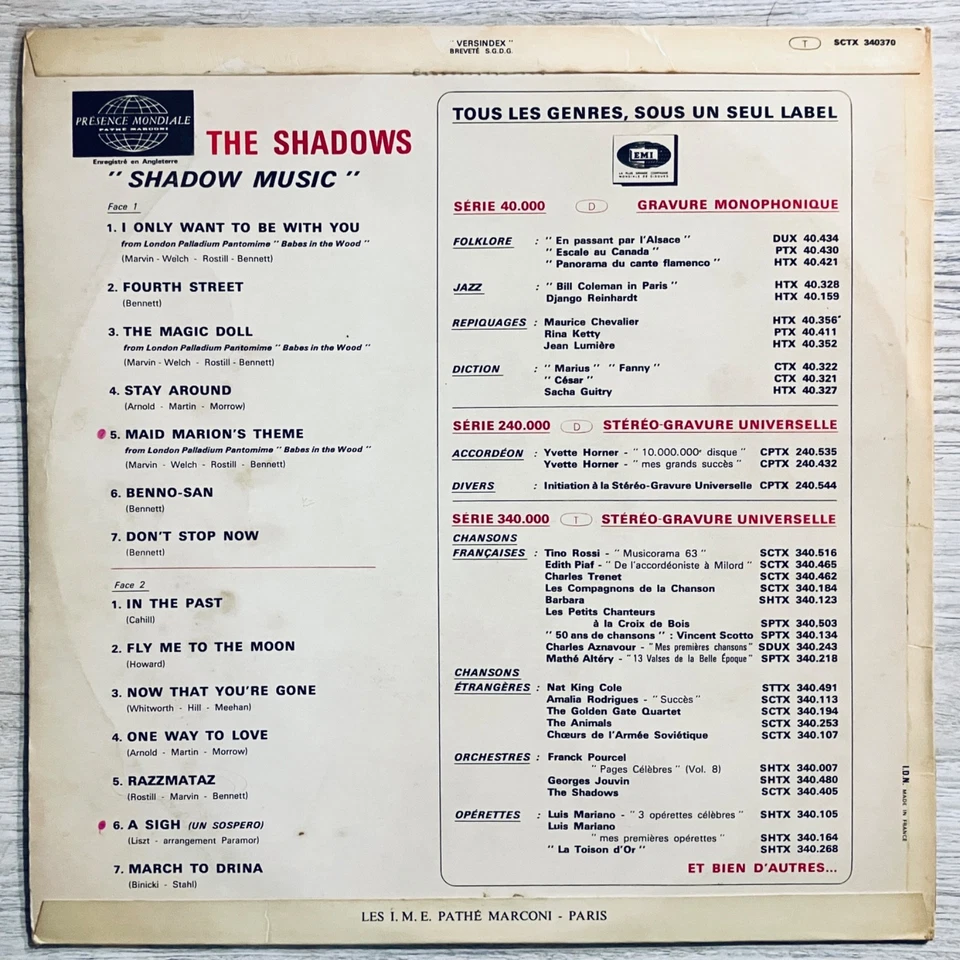 " VERSINDEX "
BREVETÉ S.G.D.G.
T SCTX 340370
PRÉSENCE MONDIALE
PATHÉ MARCONI
Enregistré en Angleterre
THE SHADOWS
" SHADOW MUSIC "
Face 1
1. I ONLY WANT TO BE WITH YOU
from London Palladium Pantomime " Babes in the Wood "
(Marvin - Welch - Rostill - Bennett)
2. FOURTH STREET
(Bennett)
3. THE MAGIC DOLL
from London Palladium Pantomime " Babes in the Wood "
(Marvin - Welch - Rostill - Bennett)
4. STAY AROUND
(Arnold - Martin - Morrow)
5. MAID MARION'S THEME
from London Palladium Pantomime " Babes in the Wood "
(Marvin - Welch - Rostill - Bennett)
6. BENNO-SAN
(Bennett)
7. DON'T STOP NOW
(Bennett)
Face 2
1. IN THE PAST
(Cahill)
2. FLY ME TO THE MOON
(Howard)
3. NOW THAT YOU'RE GONE
(Whitworth - Hill - Meehan)
4. ONE WAY TO LOVE
(Arnold - Martin - Morrow)
5. RAZZMATAZ
(Rostill - Marvin - Bennett)
6. A SIGH (UN SOSPERO)
(Liszt - arrangement Paramor)
7. MARCH TO DRINA
(Binicki - Stahl)
TOUS LES GENRES, SOUS UN SEUL LABEL
EMI
LA PLUS GRANDE COMPAGNIE
MONDIALE DE DISQUES
SÉRIE 40.000 D GRAVURE MONOPHONIQUE
FOLKLORE : " En passant par l'Alsace " DUX 40.434
" Escale au Canada " PTX 40.430
" Panorama du cante flamenco " HTX 40.421
JAZZ : " Bill Coleman in Paris " HTX 40.328
Django Reinhardt HTX 40.159
REPIQUAGES : Maurice Chevalier HTX 40.356
Rina Ketty PTX 40.411
Jean Lumière HTX 40.352
DICTION : " Marius " " Fanny " CTX 40.322
" César " CTX 40.321
Sacha Guitry HTX 40.327
SÉRIE 240.000 D STÉRÉO-GRAVURE UNIVERSELLE
ACCORDÉON : Yvette Horner - " 10.000.000e disque " CPTX 240.535
Yvette Horner - " mes grands succès " CPTX 240.432
DIVERS : Initiation à la Stéréo-Gravure Universelle CPTX 240.544
SÉRIE 340.000 T STÉRÉO-GRAVURE UNIVERSELLE
CHANSONS
FRANÇAISES : Tino Rossi - " Musicorama 63 " SCTX 340.516
Edith Piaf - " De l'accordéoniste à Milord " SCTX 340.465
Charles Trenet SCTX 340.462
Les Compagnons de la Chanson SCTX 340.184
Barbara SHTX 340.123
Les Petits Chanteurs
à la Croix de Bois SPTX 340.503
" 50 ans de chansons " : Vincent Scotto SPTX 340.134
Charles Aznavour - " Mes premières chansons " SDUX 340.243
Mathé Altéry - " 13 Valses de la Belle Époque " SPTX 340.218
CHANSONS
ÉTRANGÈRES : Nat King Cole STTX 340.491
Amalia Rodrigues - " Succès " SCTX 340.113
The Golden Gate Quartet SCTX 340.194
The Animals SCTX 340.253
Chœurs de l'Armée Soviétique SCTX 340.107
ORCHESTRES : Franck Pourcel
" Pages Célèbres " (Vol. 8) SHTX 340.007
Georges Jouvin SHTX 340.480
The Shadows SCTX 340.405
OPÉRETTES : Luis Mariano - " 3 opérettes célèbres " SHTX 340.105
Luis Mariano
" mes premières opérettes " SHTX 340.164
" La Toison d'Or " SHTX 340.268
ET BIEN D'AUTRES...
I.D.N. MADE IN FRANCE
LES I.M.E. PATHÉ MARCONI - PARIS